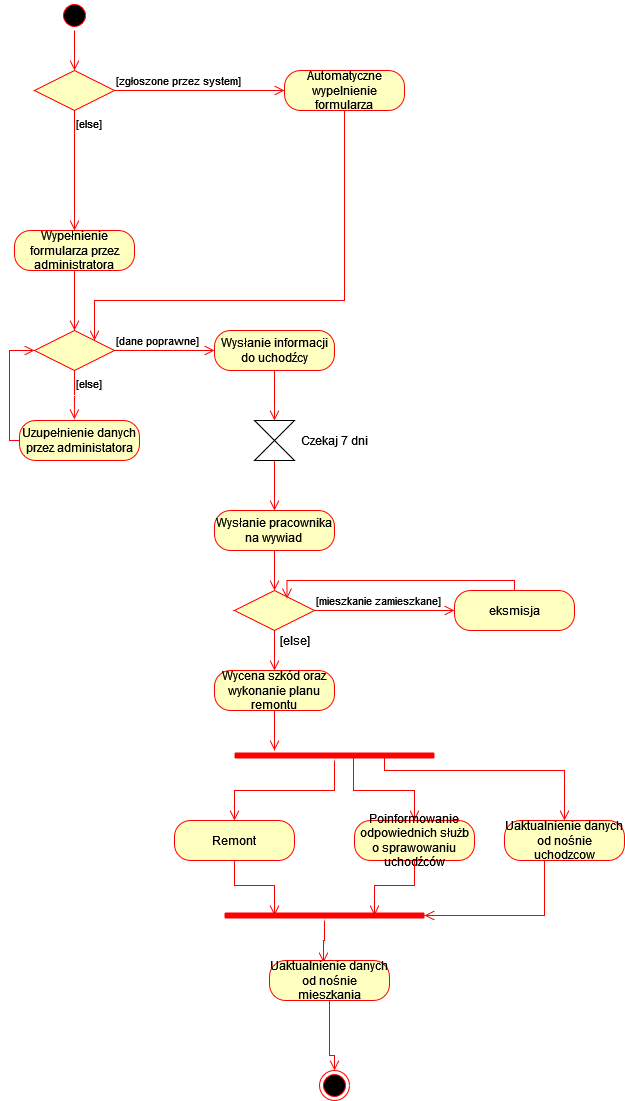 [zgłoszone przez system]
Automatyczne
wypełnienie
formularza
[else]
Wypełnienie
formularza przez
administratora
[dane poprawne]
Wysłanie informacji
do uchodźcy
[else]
Uzupełnienie danych
przez administatora
Czekaj 7 dni
Wysłanie pracownika
na wywiad
[mieszkanie zamieszkane]
eksmisja
[else]
Wycena szkód oraz
wykonanie planu
remontu
Remont
Poinformowanie
odpowiednich służb
o sprawowaniu
uchodźców
Uaktualnienie danych
od nośnie
uchodzcow
Uaktualnienie danych
od nośnie
mieszkania